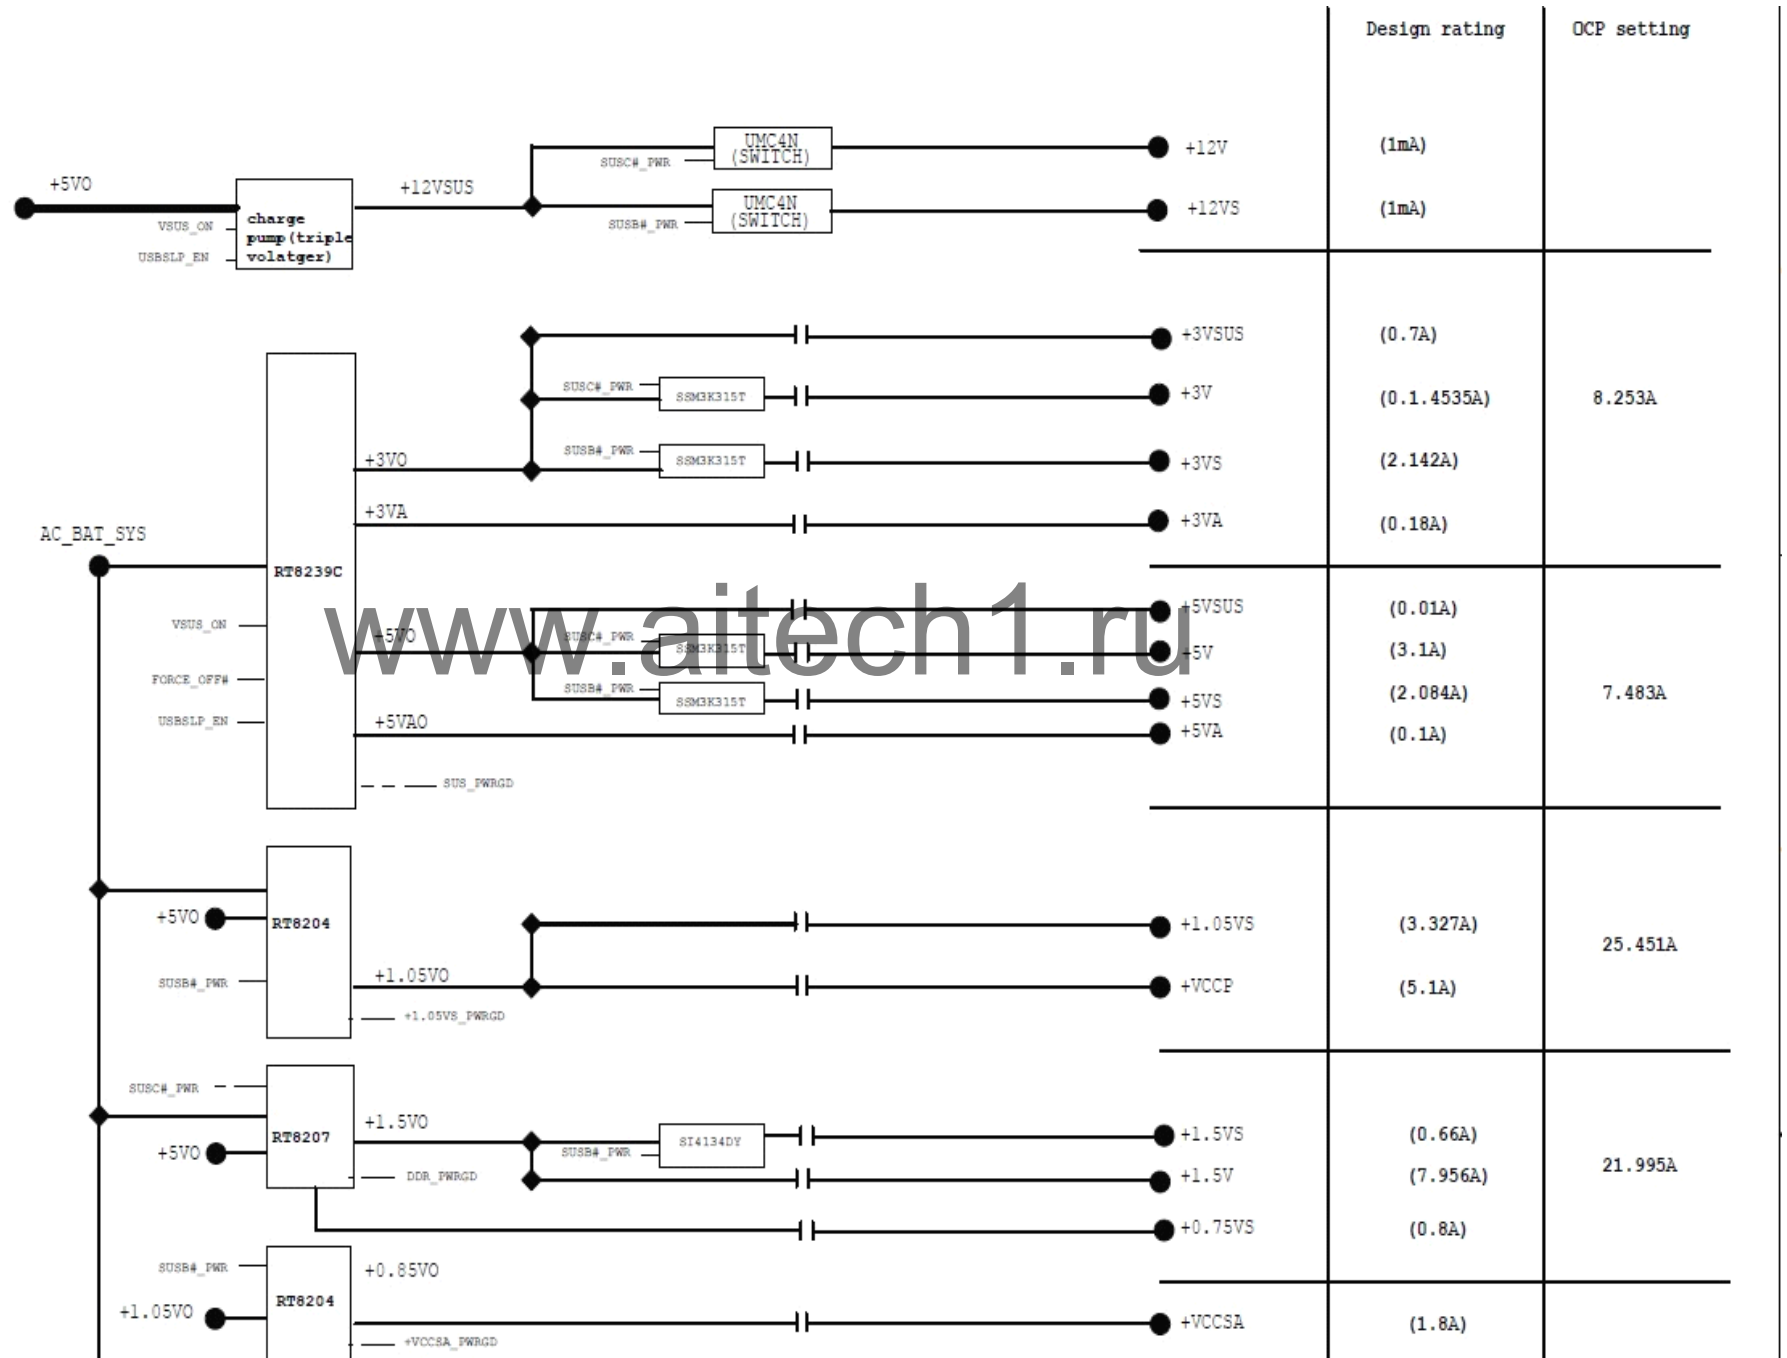 Design rating OCP setting
UMC4N
(SWITCH)
SUSC#_PWR
+12V (1mA)
+5VO
+12VSUS
UMC4N
(SWITCH)
SUSB#_PWR
+12VS (1mA)
VSUS_ON
USBSLP_EN
charge
pump(triple
volatger)
+3VSUS (0.7A)
SUSC#_PWR
SSM3K315T
+3V (0.1.4535A) 8.253A
SUSB#_PWR
SSM3K315T
+3VO
+3VS (2.142A)
+3VA
+3VA (0.18A)
AC_BAT_SYS
RT8239C
www.aitech1.ru
+5VSUS (0.01A)
VSUS_ON
+5VO
SUSC#_PWR
SSM3K315T
+5V (3.1A)
FORCE_OFF#
SUSB#_PWR
SSM3K315T
+5VS (2.084A) 7.483A
USBSLP_EN
+5VAO
+5VA (0.1A)
SUS_PWRGD
+5VO
RT8204
+1.05VS (3.327A)
25.451A
SUSB#_PWR
+1.05VO
+VCCP (5.1A)
+1.05VS_PWRGD
SUSC#_PWR
+1.5VO
RT8207
+5VO
SI4134DY
SUSB#_PWR
+1.5VS (0.66A)
21.995A
DDR_PWRGD
+1.5V (7.956A)
+0.75VS (0.8A)
SUSB#_PWR
+0.85VO
RT8204
+1.05VO
+VCCSA (1.8A)
+VCCSA_PWRGD